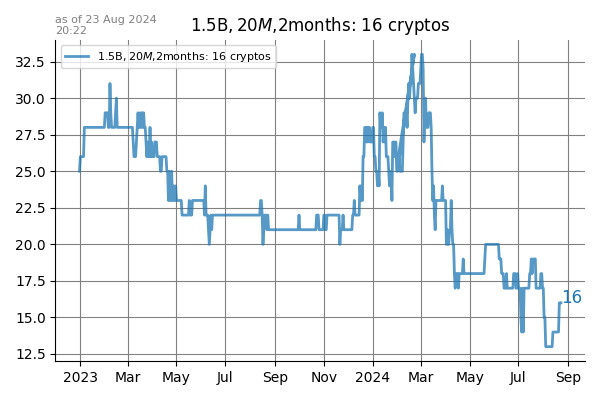 as of 23 Aug 2024
20:22
1.5B, 20M,2months: 16 cryptos
1.5B, 20M,2months: 16 cryptos
32.5
30.0
27.5
25.0
22.5
20.0
17.5
15.0
12.5
16
2023 Mar May Jul Sep Nov 2024 Mar May Jul Sep